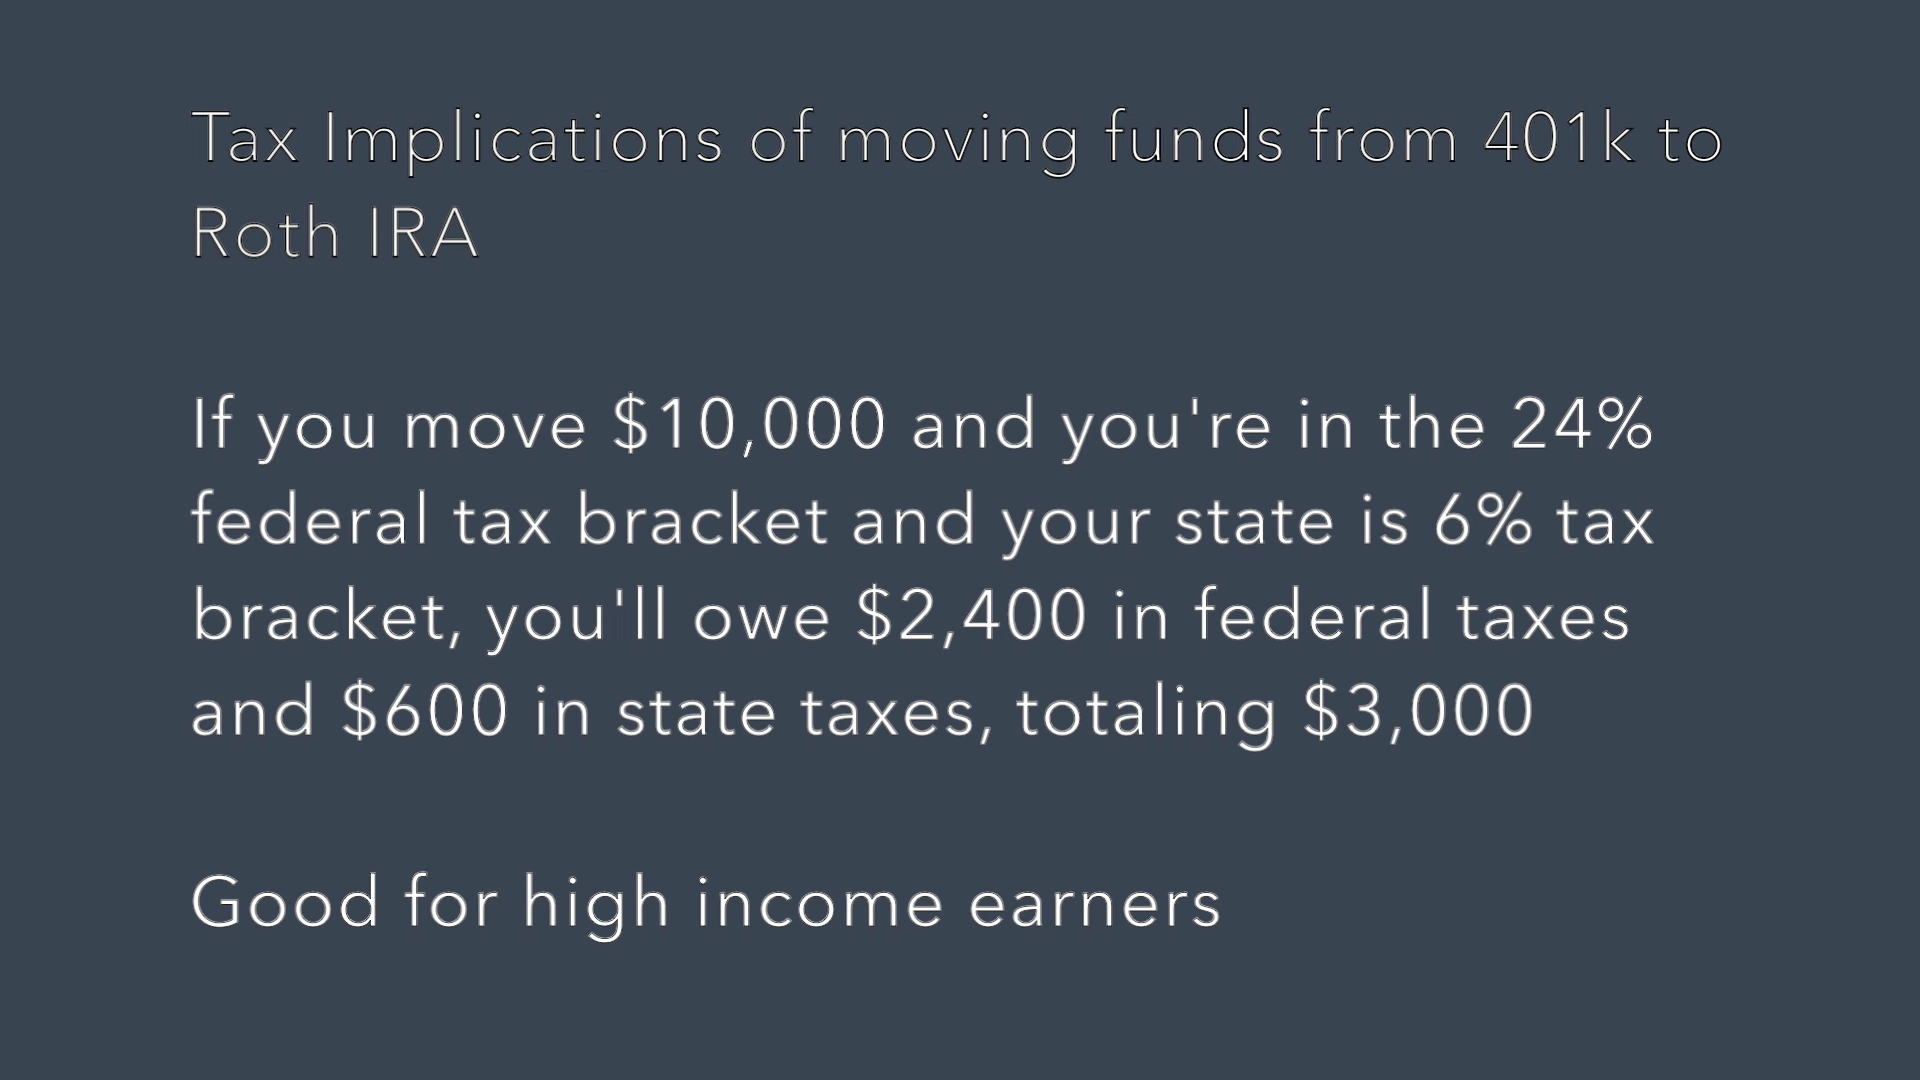 Tax Implications of moving funds from 401k to
Roth IRA
If you move $10,000 and you're in the 24%
federal tax bracket and your state is 6% tax
bracket, you'll owe $2,400 in federal taxes
and $600 in state taxes, totaling $3,000
Good for high income earners